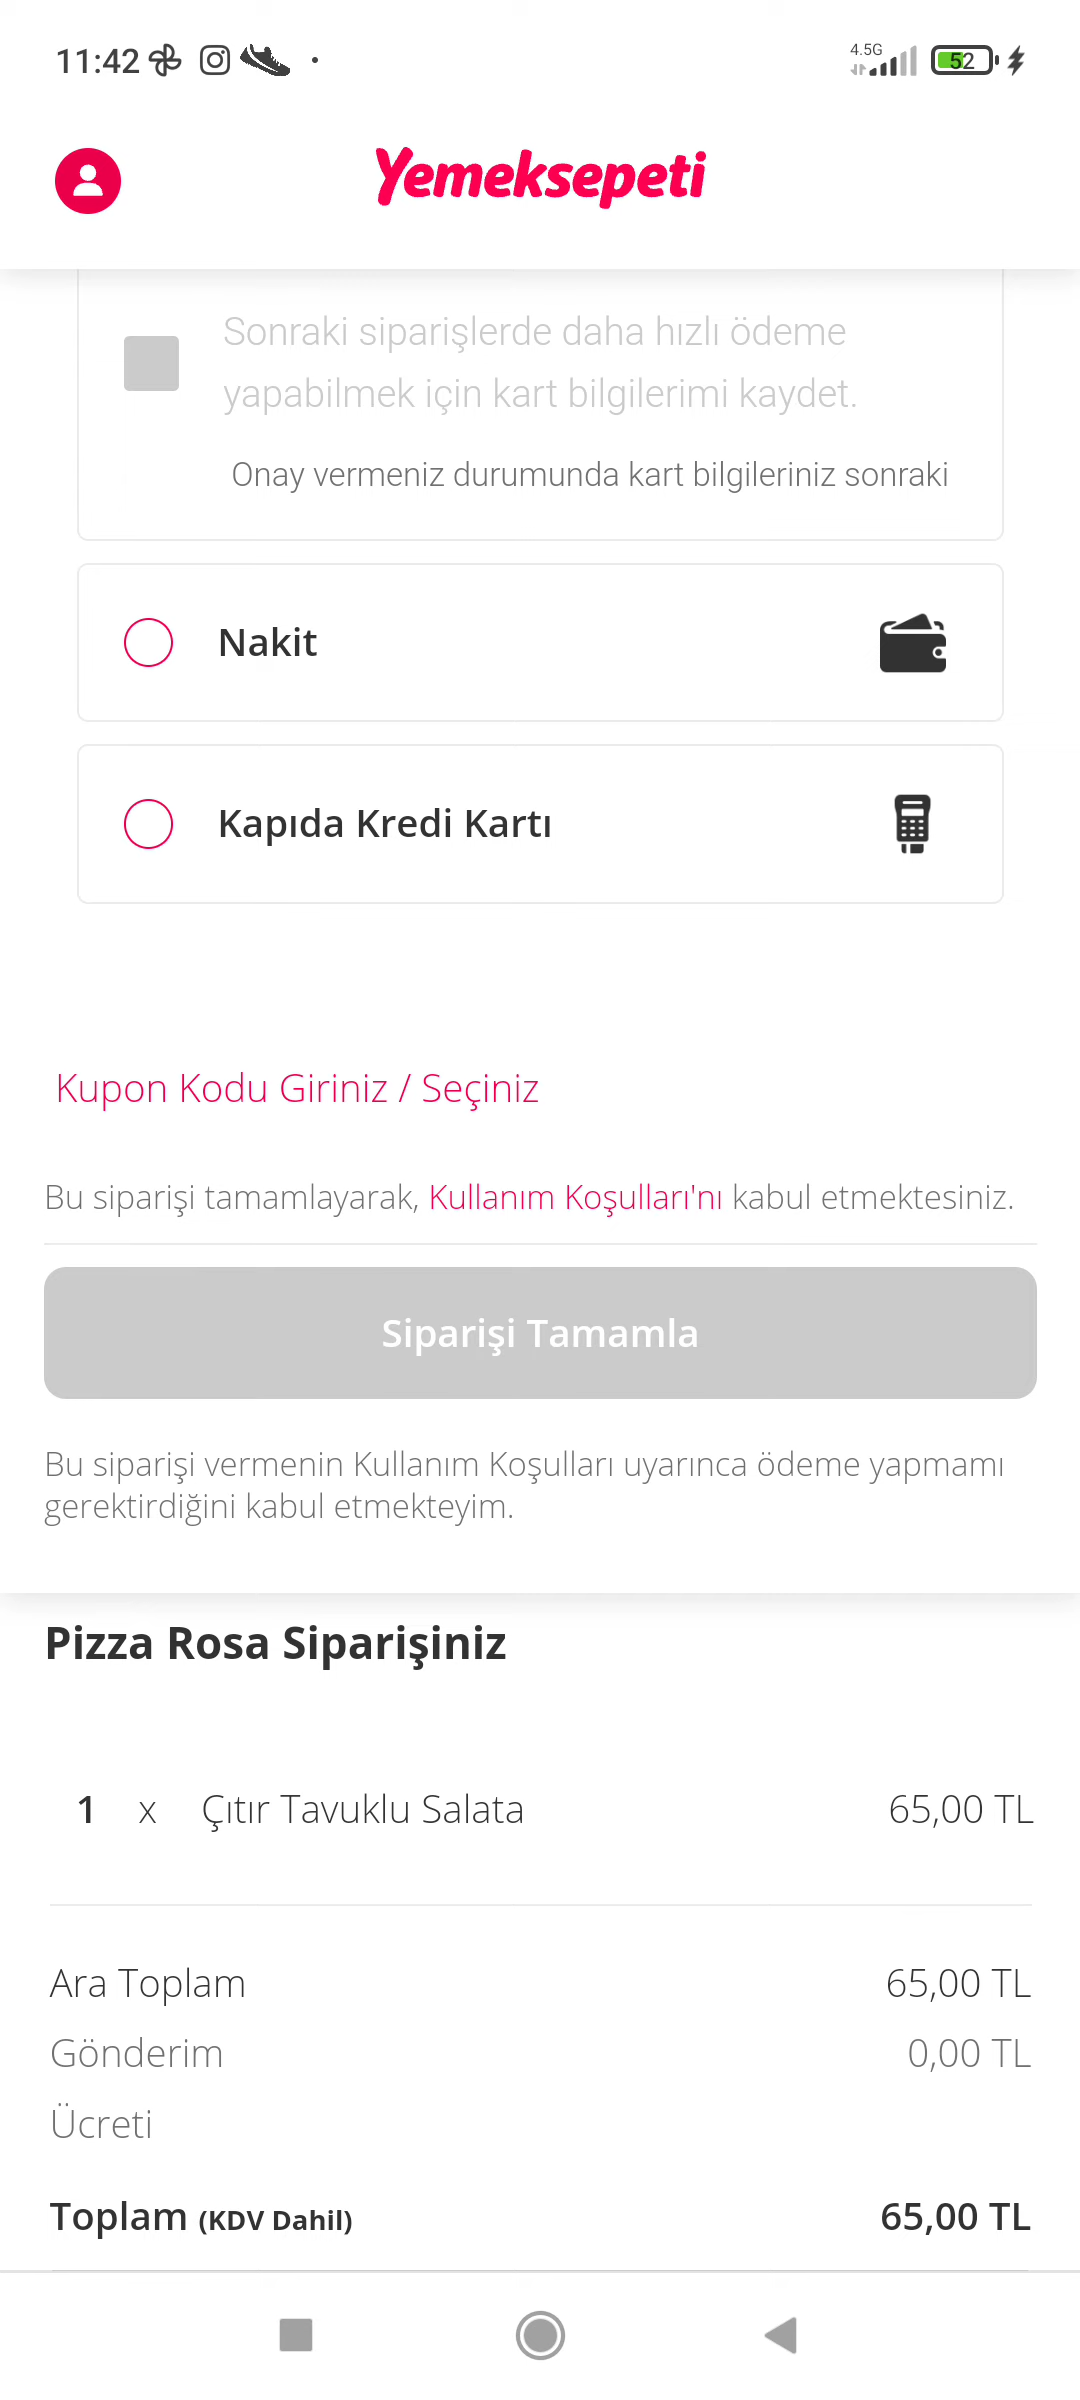 11:42
4.5G
52
Yemeksepeti
Sonraki siparişlerde daha hızlı ödeme
yapabilmek için kart bilgilerimi kaydet.
Onay vermeniz durumunda kart bilgileriniz sonraki
Nakit
Kapıda Kredi Kartı
Kupon Kodu Giriniz / Seçiniz
Bu siparişi tamamlayarak, Kullanım Koşulları'nı kabul etmektesiniz.
Siparişi Tamamla
Bu siparişi vermenin Kullanım Koşulları uyarınca ödeme yapmamı
gerektirdiğini kabul etmekteyim.
Pizza Rosa Siparişiniz
1 x Çıtır Tavuklu Salata 65,00 TL
Ara Toplam 65,00 TL
Gönderim 0,00 TL
Ücreti
Toplam (KDV Dahil) 65,00 TL